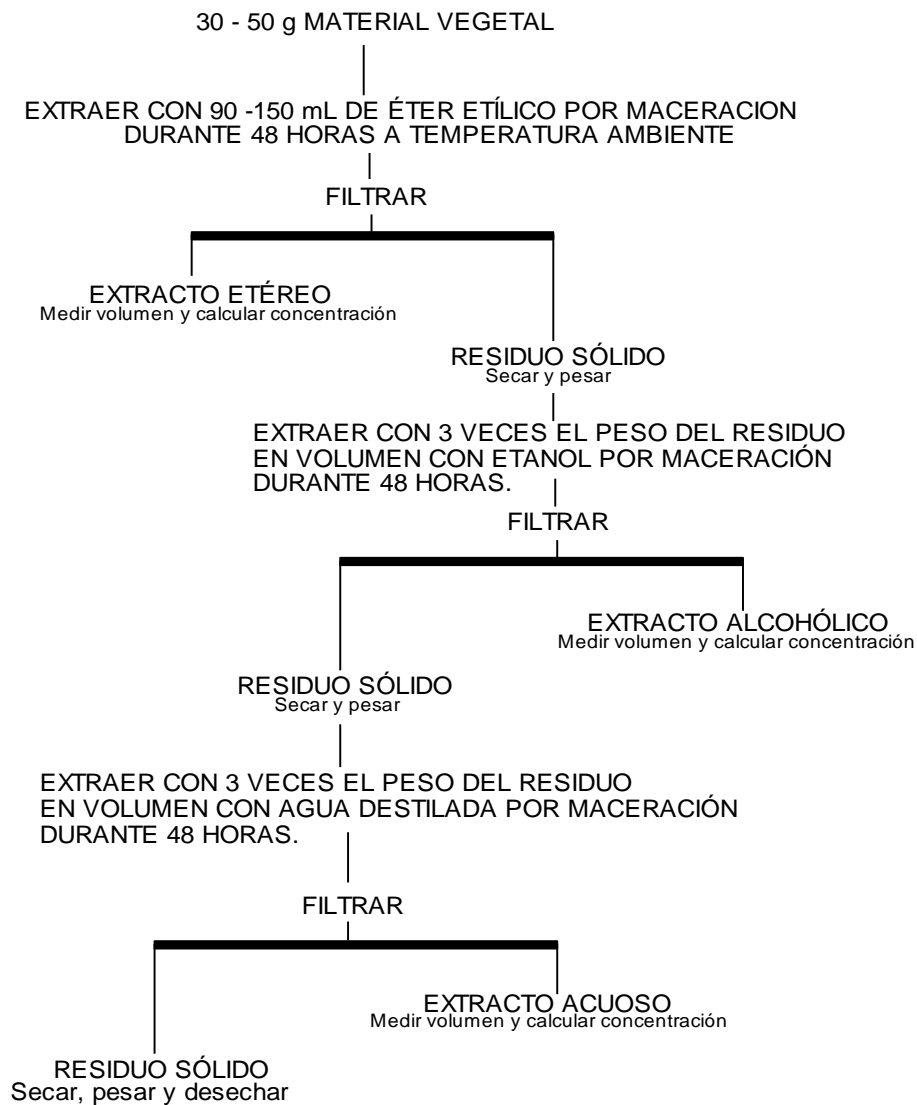 30 - 50 g MATERIAL VEGETAL
EXTRAER CON 90 -150 mL DE ÉTER ETÍLICO POR MACERACION
DURANTE 48 HORAS A TEMPERATURA AMBIENTE
FILTRAR
EXTRACTO ETÉREO
Medir volumen y calcular concentración
RESIDUO SÓLIDO
Secar y pesar
EXTRAER CON 3 VECES EL PESO DEL RESIDUO
EN VOLUMEN CON ETANOL POR MACERACIÓN
DURANTE 48 HORAS.
FILTRAR
EXTRACTO ALCOHÓLICO
Medir volumen y calcular concentración
RESIDUO SÓLIDO
Secar y pesar
EXTRAER CON 3 VECES EL PESO DEL RESIDUO
EN VOLUMEN CON AGUA DESTILADA POR MACERACIÓN
DURANTE 48 HORAS.
FILTRAR
EXTRACTO ACUOSO
Medir volumen y calcular concentración
RESIDUO SÓLIDO
Secar, pesar y desechar